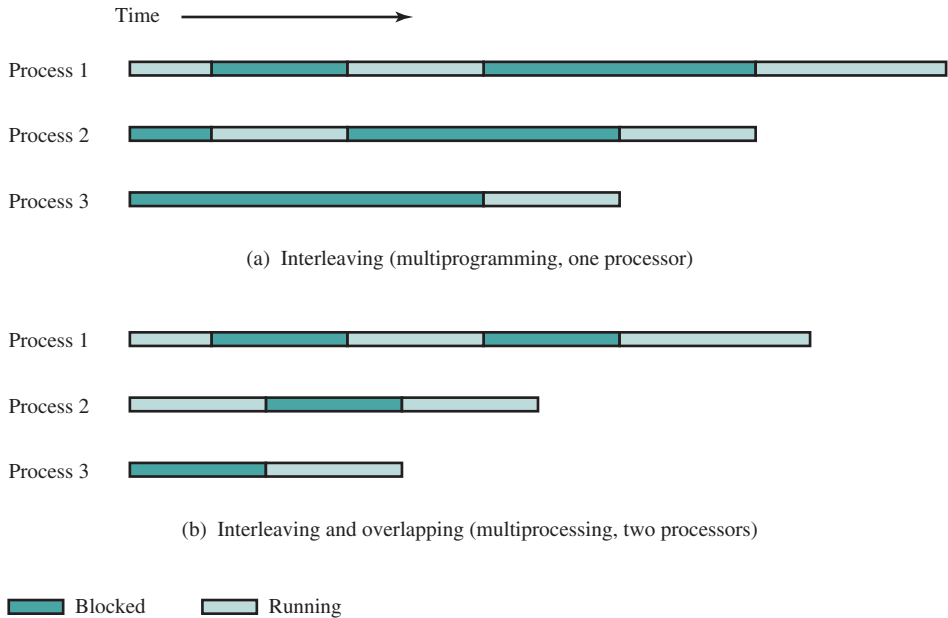 Time
Process 1
Process 2
Process 3
(a) Interleaving (multiprogramming, one processor)
Process 1
Process 2
Process 3
(b) Interleaving and overlapping (multiprocessing, two processors)
Blocked Running